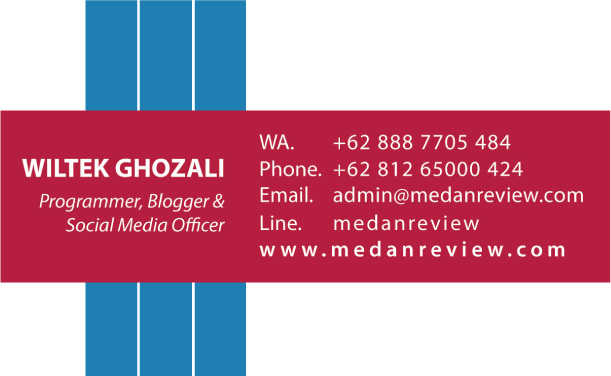 WILTEK GHOZALI
Programmer, Blogger &
Social Media Officer
WA. +62 888 7705 484
Phone. +62 812 65000 424
Email. admin@medanreview.com
Line. medanreview
www.medanreview.com